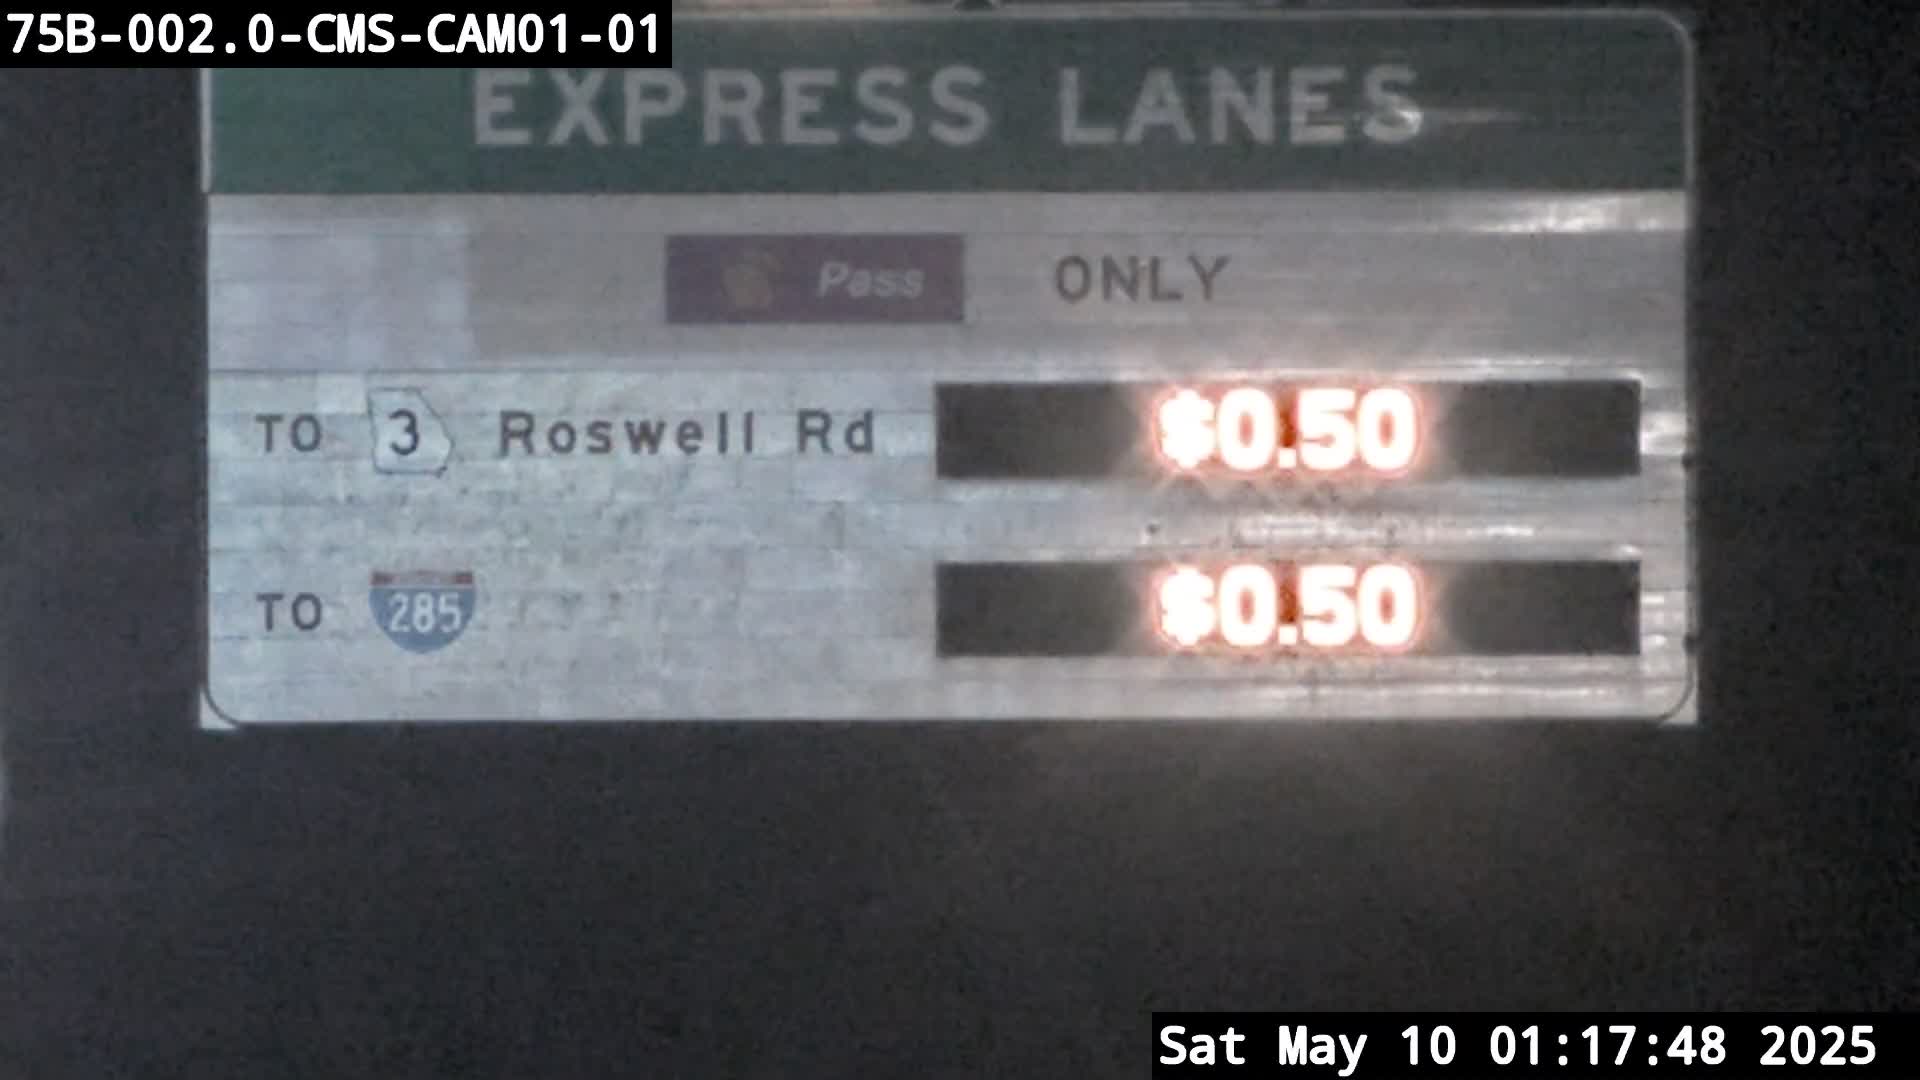 75B-002.0-CMS-CAM01-01
EXPRESS LANES
Pass ONLY
TO 3 Roswell Rd $0.50
TO 285 $0.50
Sat May 10 01:17:48 2025